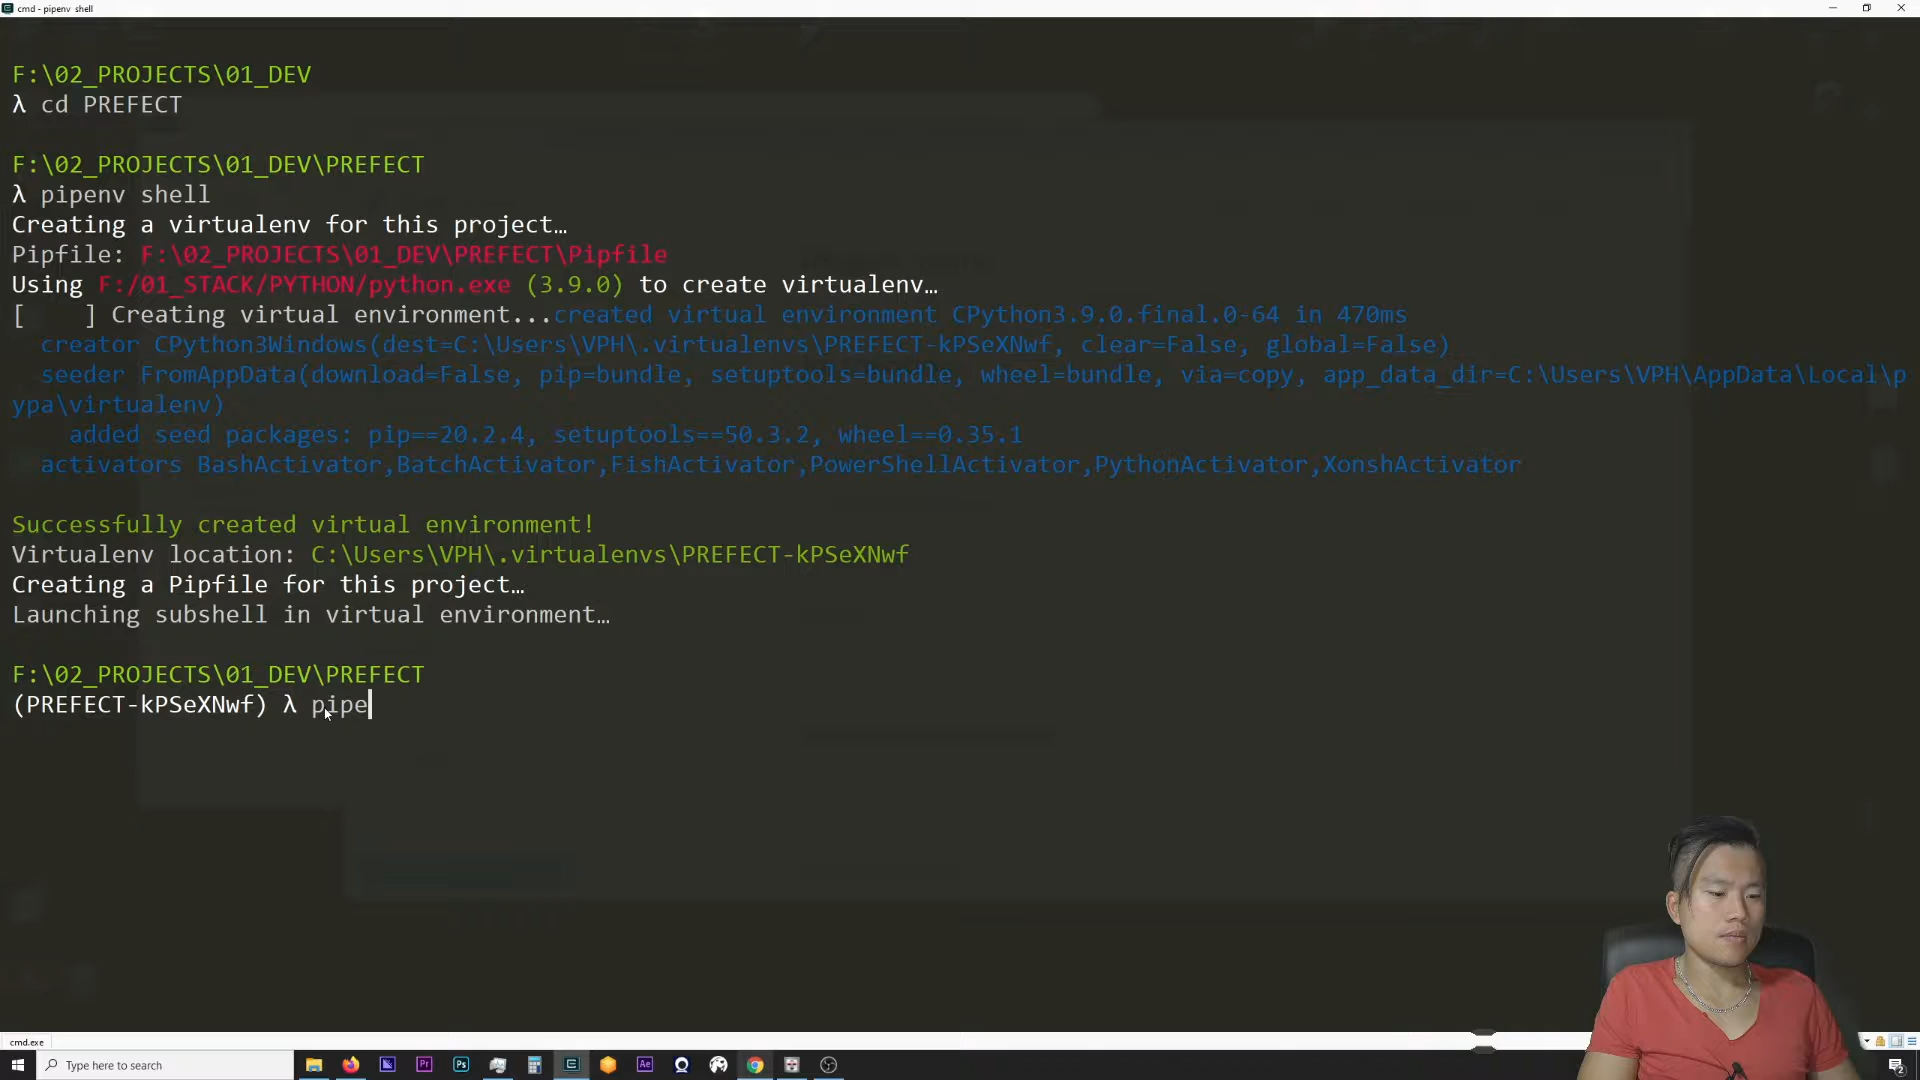 cmd - pipenv shell
F:\02_PROJECTS\01_DEV
λ cd PREFECT
F:\02_PROJECTS\01_DEV\PREFECT
λ pipenv shell
Creating a virtualenv for this project…
Pipfile: F:\02_PROJECTS\01_DEV\PREFECT\Pipfile
Using F:/01_STACK/PYTHON/python.exe (3.9.0) to create virtualenv…
[    ] Creating virtual environment...created virtual environment CPython3.9.0.final.0-64 in 470ms
creator CPython3Windows(dest=C:\Users\VPH\.virtualenvs\PREFECT-kPSeXNwf, clear=False, global=False)
seeder FromAppData(download=False, pip=bundle, setuptools=bundle, wheel=bundle, via=copy, app_data_dir=C:\Users\VPH\AppData\Local\p
ypa\virtualenv)
added seed packages: pip==20.2.4, setuptools==50.3.2, wheel==0.35.1
activators BashActivator,BatchActivator,FishActivator,PowerShellActivator,PythonActivator,XonshActivator
Successfully created virtual environment!
Virtualenv location: C:\Users\VPH\.virtualenvs\PREFECT-kPSeXNwf
Creating a Pipfile for this project…
Launching subshell in virtual environment…
F:\02_PROJECTS\01_DEV\PREFECT
(PREFECT-kPSeXNwf) λ pipe
cmd.exe
Type here to search
Pr
Ps
Ae
2